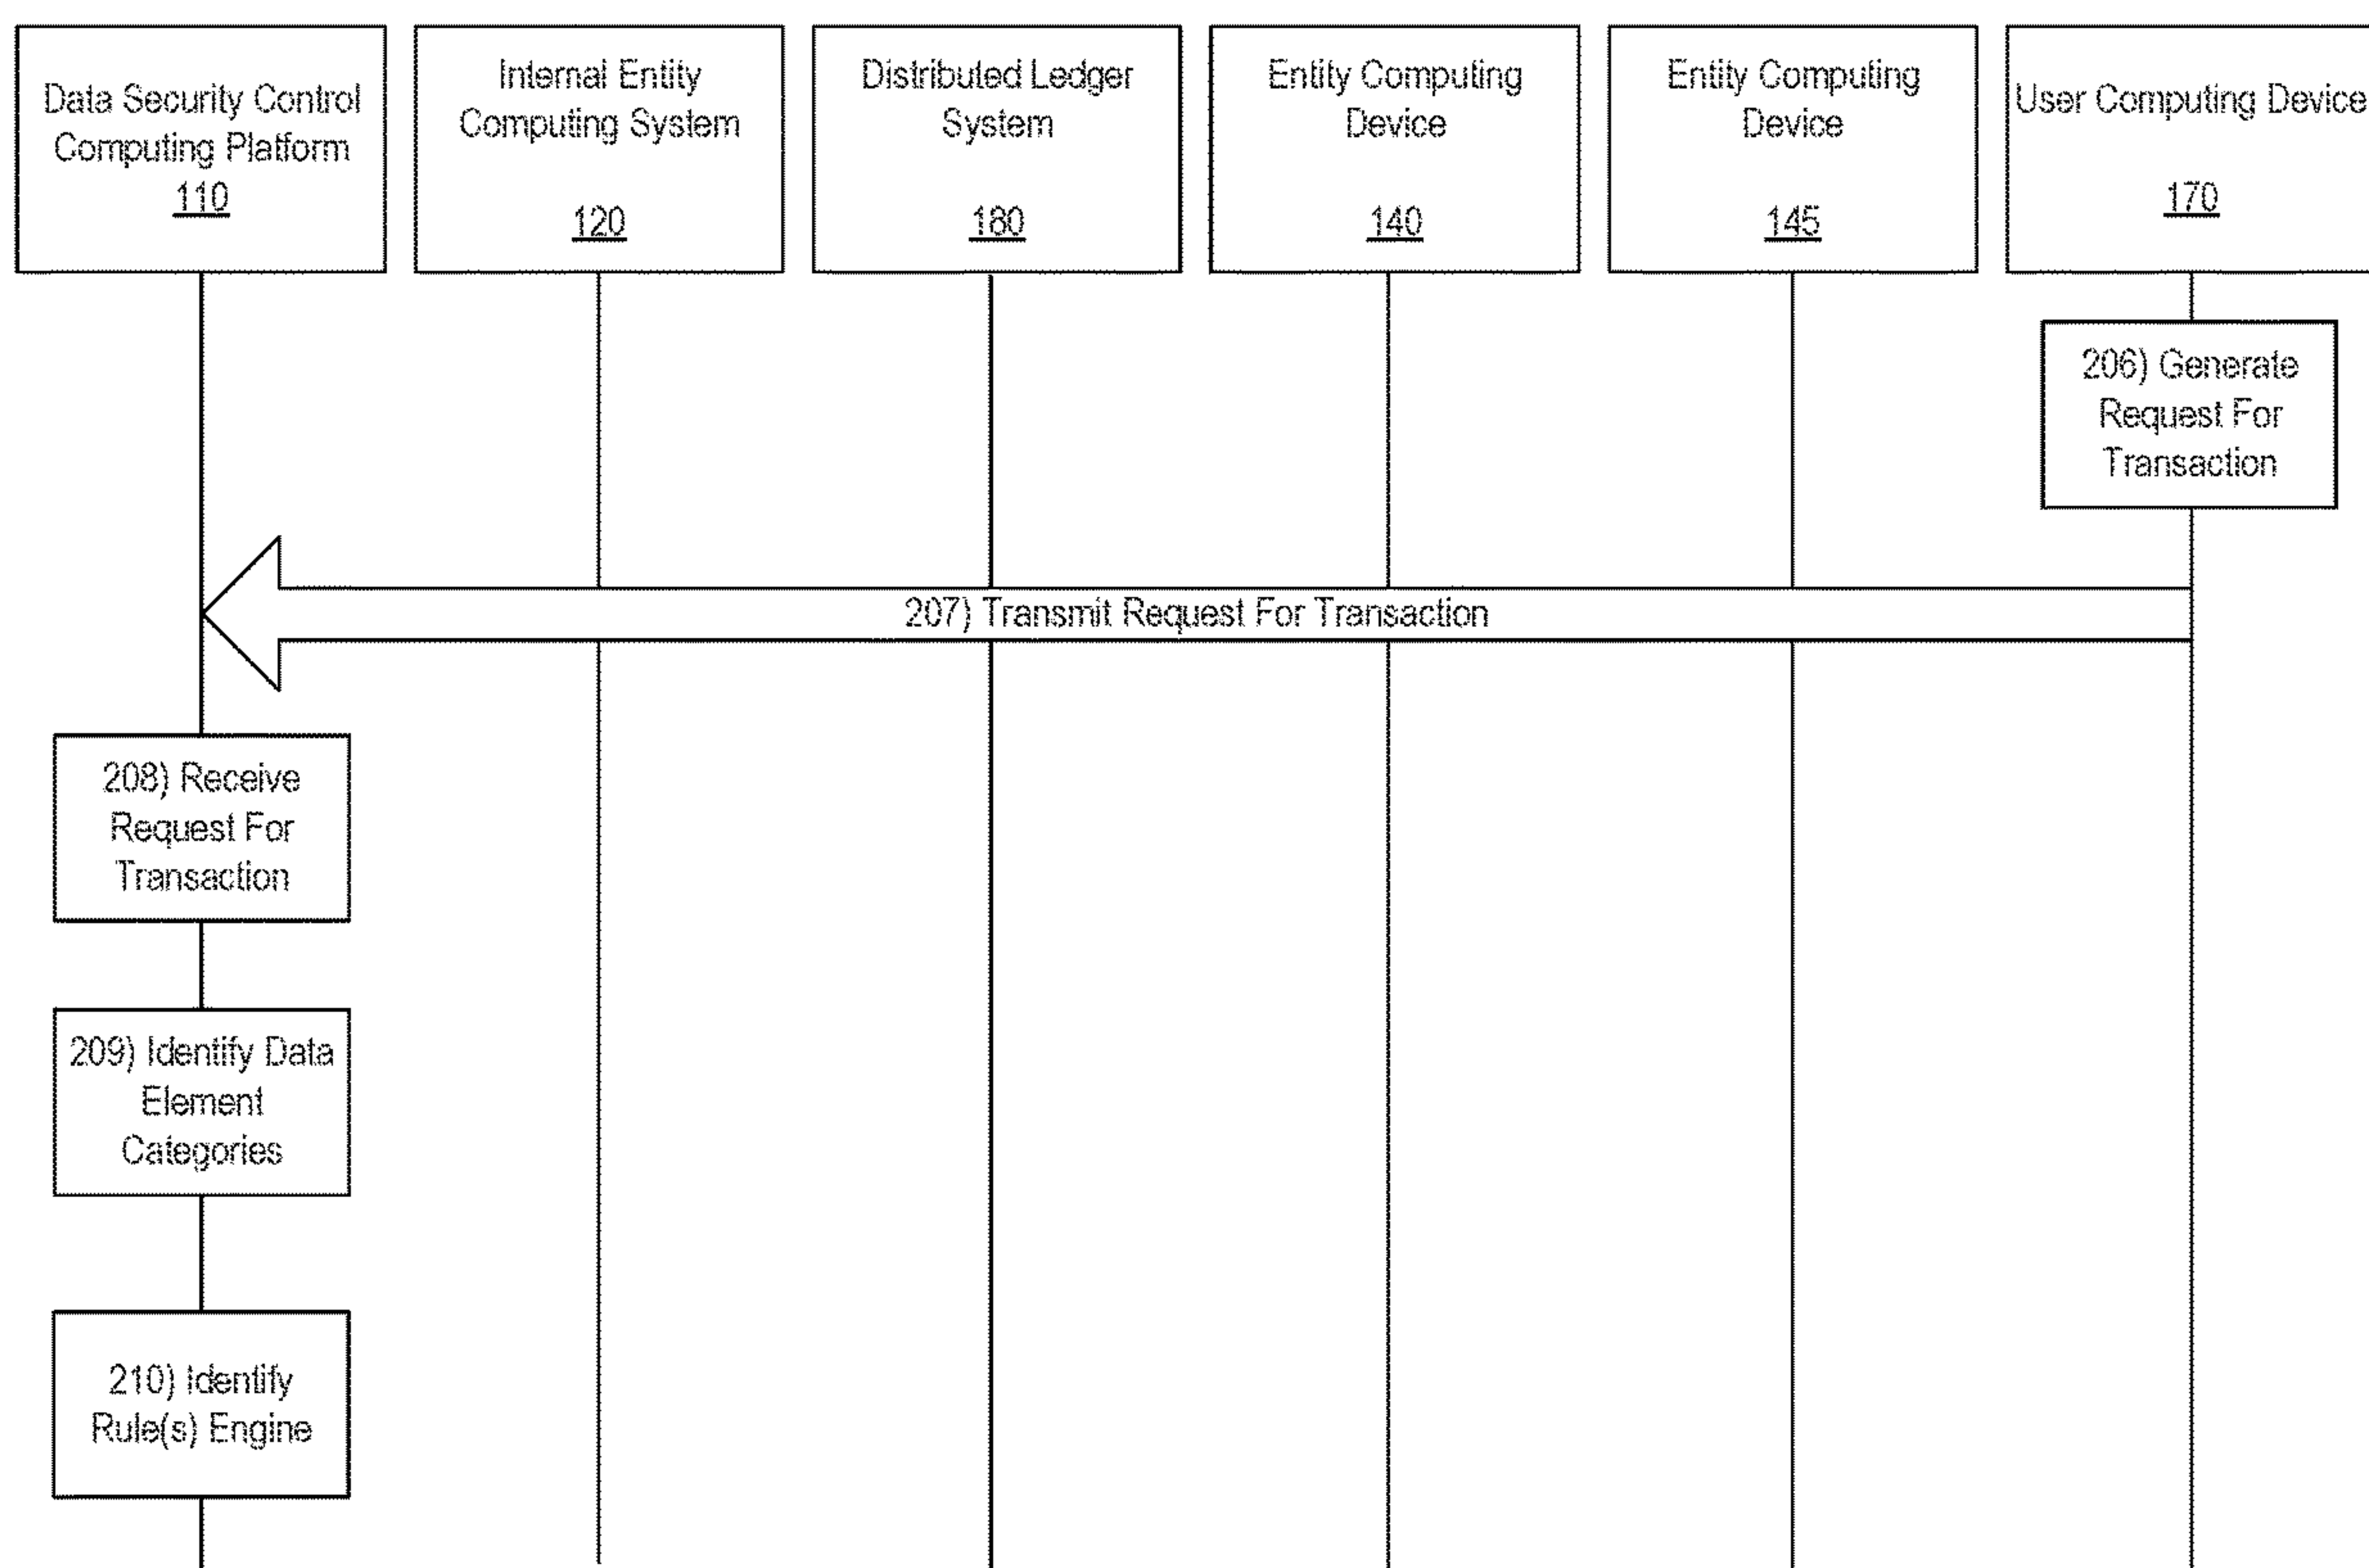 Data Security Control
Computing Platform
110
Internal Entity
Computing System
120
Distributed Ledger
System
180
Entity Computing
Device
140
Entity Computing
Device
145
User Computing Device
170
206) Generate
Request For
Transaction
207) Transmit Request For Transaction
208) Receive
Request For
Transaction
209) Identify Data
Element
Categories
210) Identify
Rule(s) Engine